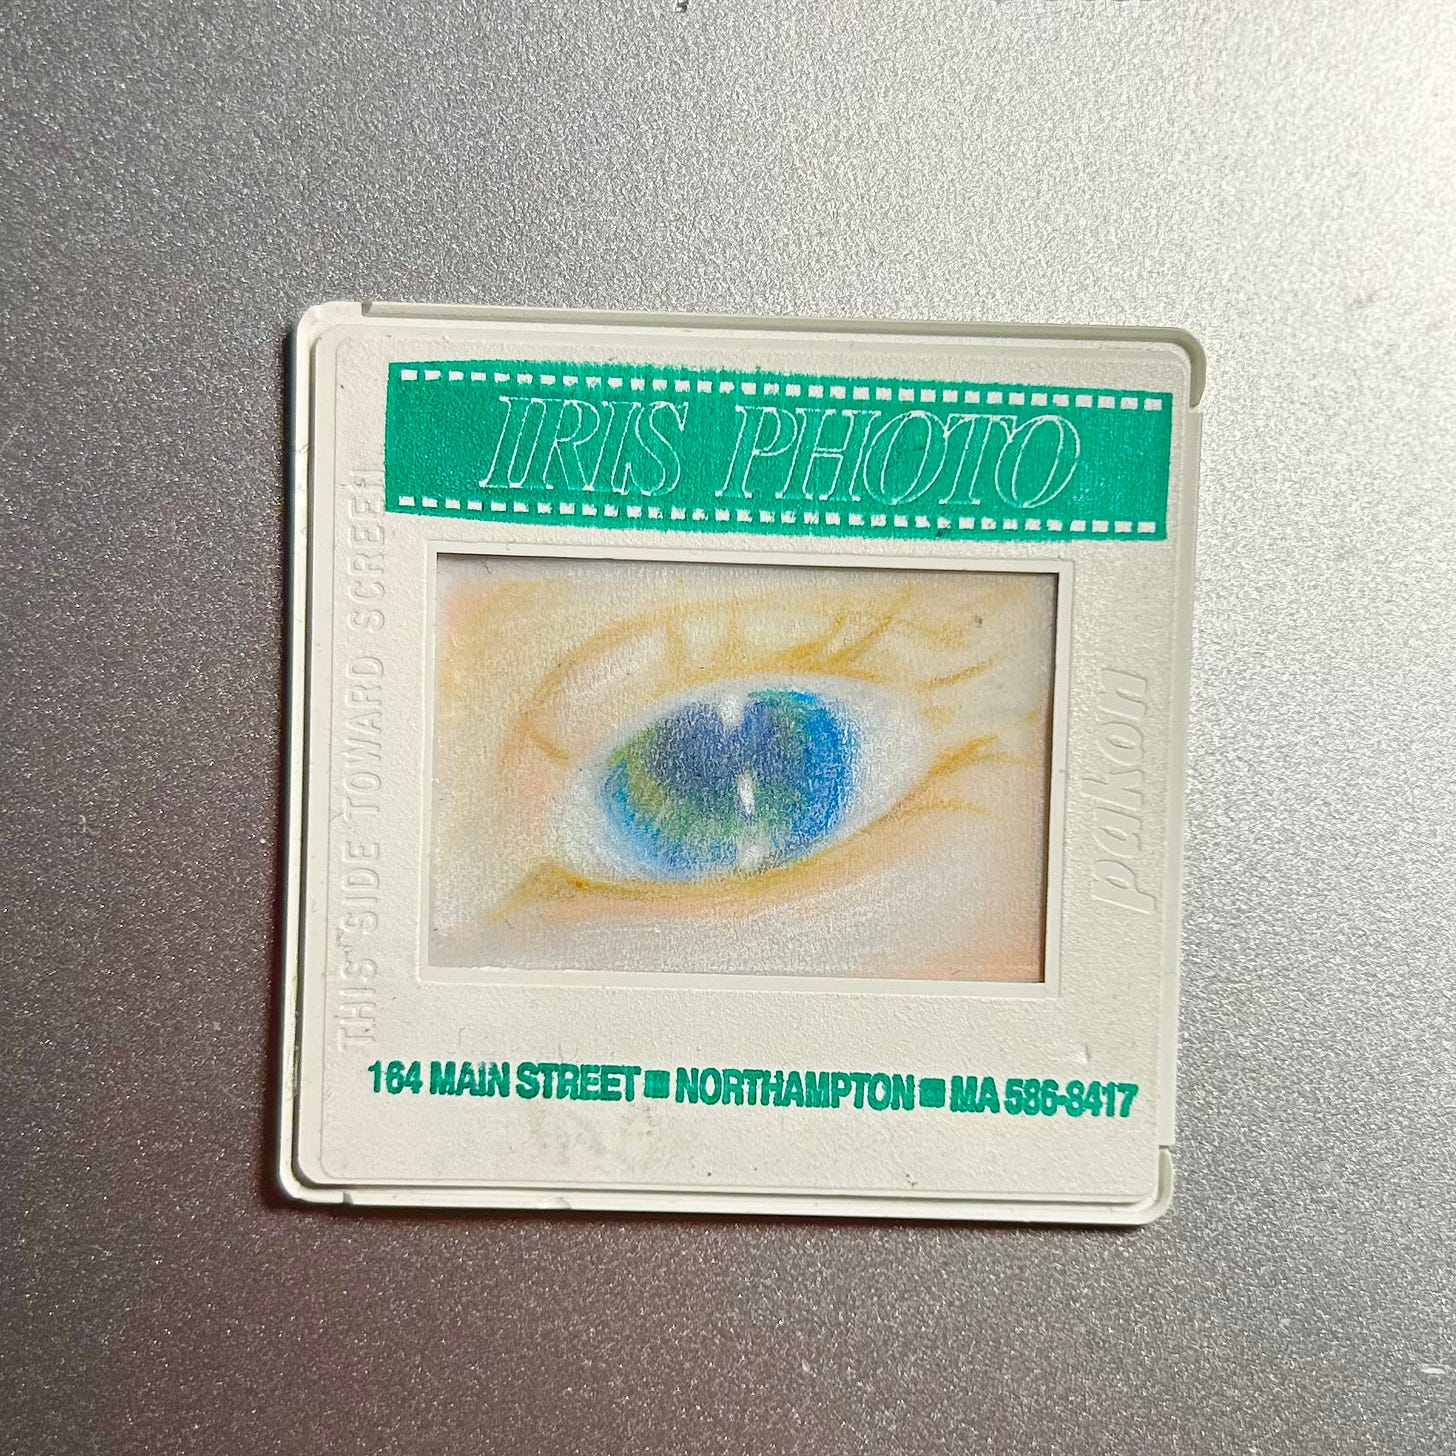 IRIS PHOTO
THIS SIDE TOWARD SCREEN
pakon
164 MAIN STREET ■ NORTHAMPTON ■ MA 586-8417